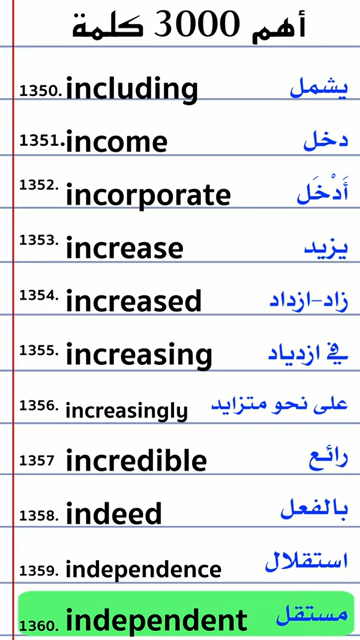 أهم 3000 كلمة
1350. including يشمل
1351. income دخل
1352. incorporate أَدْخَل
1353. increase يزيد
1354. increased زاد-ازداد
1355. increasing في ازدياد
1356. increasingly على نحو متزايد
1357 incredible رائع
1358. indeed بالفعل
1359. independence استقلال
1360. independent مستقل